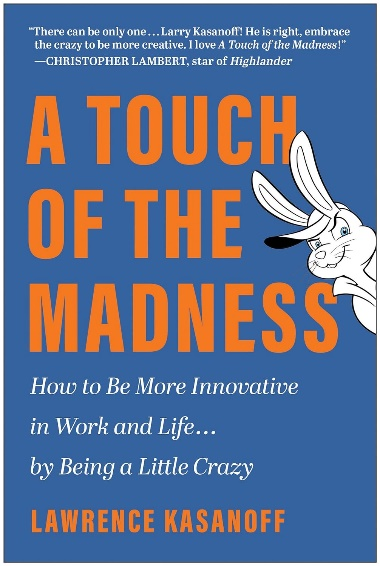 “There can be only one...Larry Kasanoff! He is right, embrace
the crazy to be more creative. I love A Touch of the Madness!”
—CHRISTOPHER LAMBERT, star of Highlander
A TOUCH
OF THE
MADNESS
How to Be More Innovative
in Work and Life...
by Being a Little Crazy
LAWRENCE KASANOFF